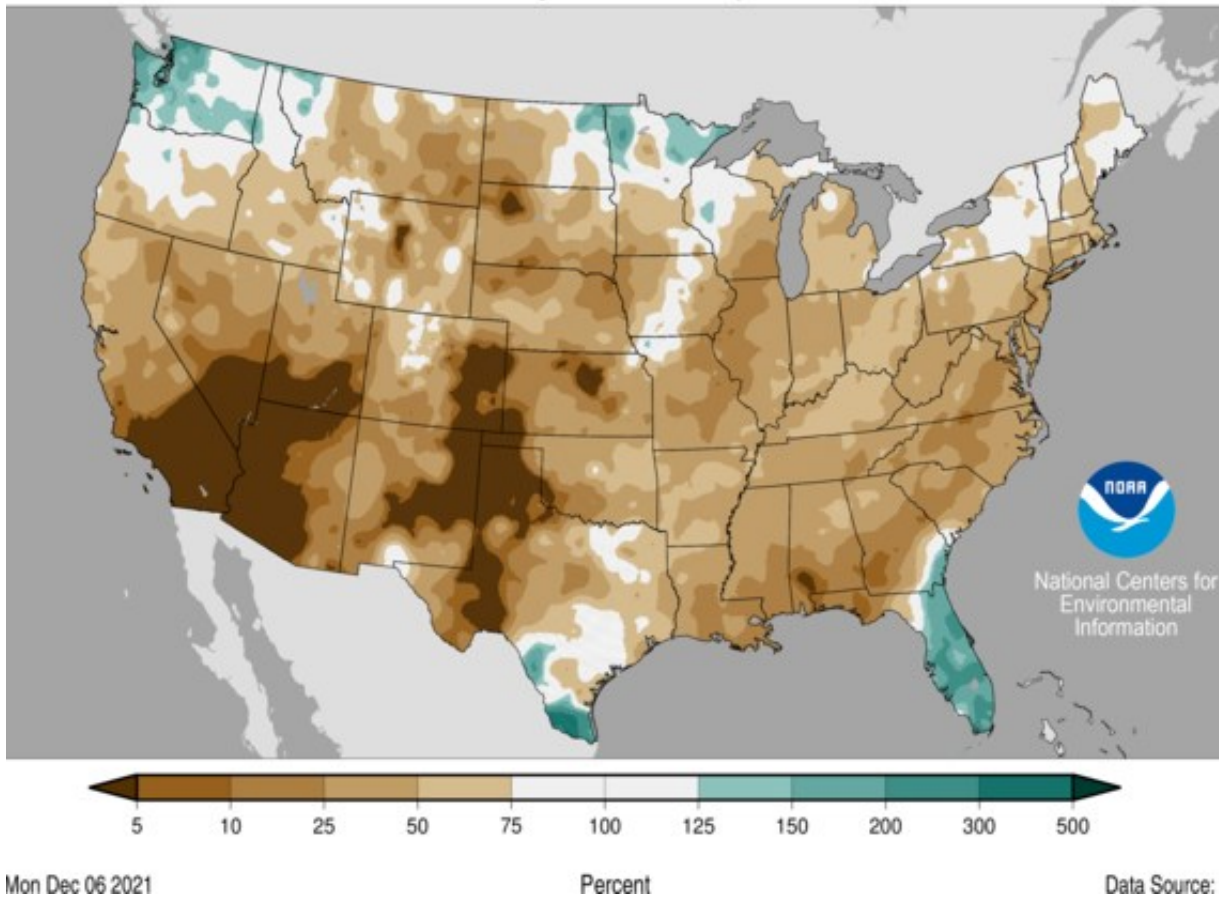 NOAA
National Centers for
Environmental
Information
5 10 25 50 75 100 125 150 200 300 500
Mon Dec 06 2021 Percent Data Source: